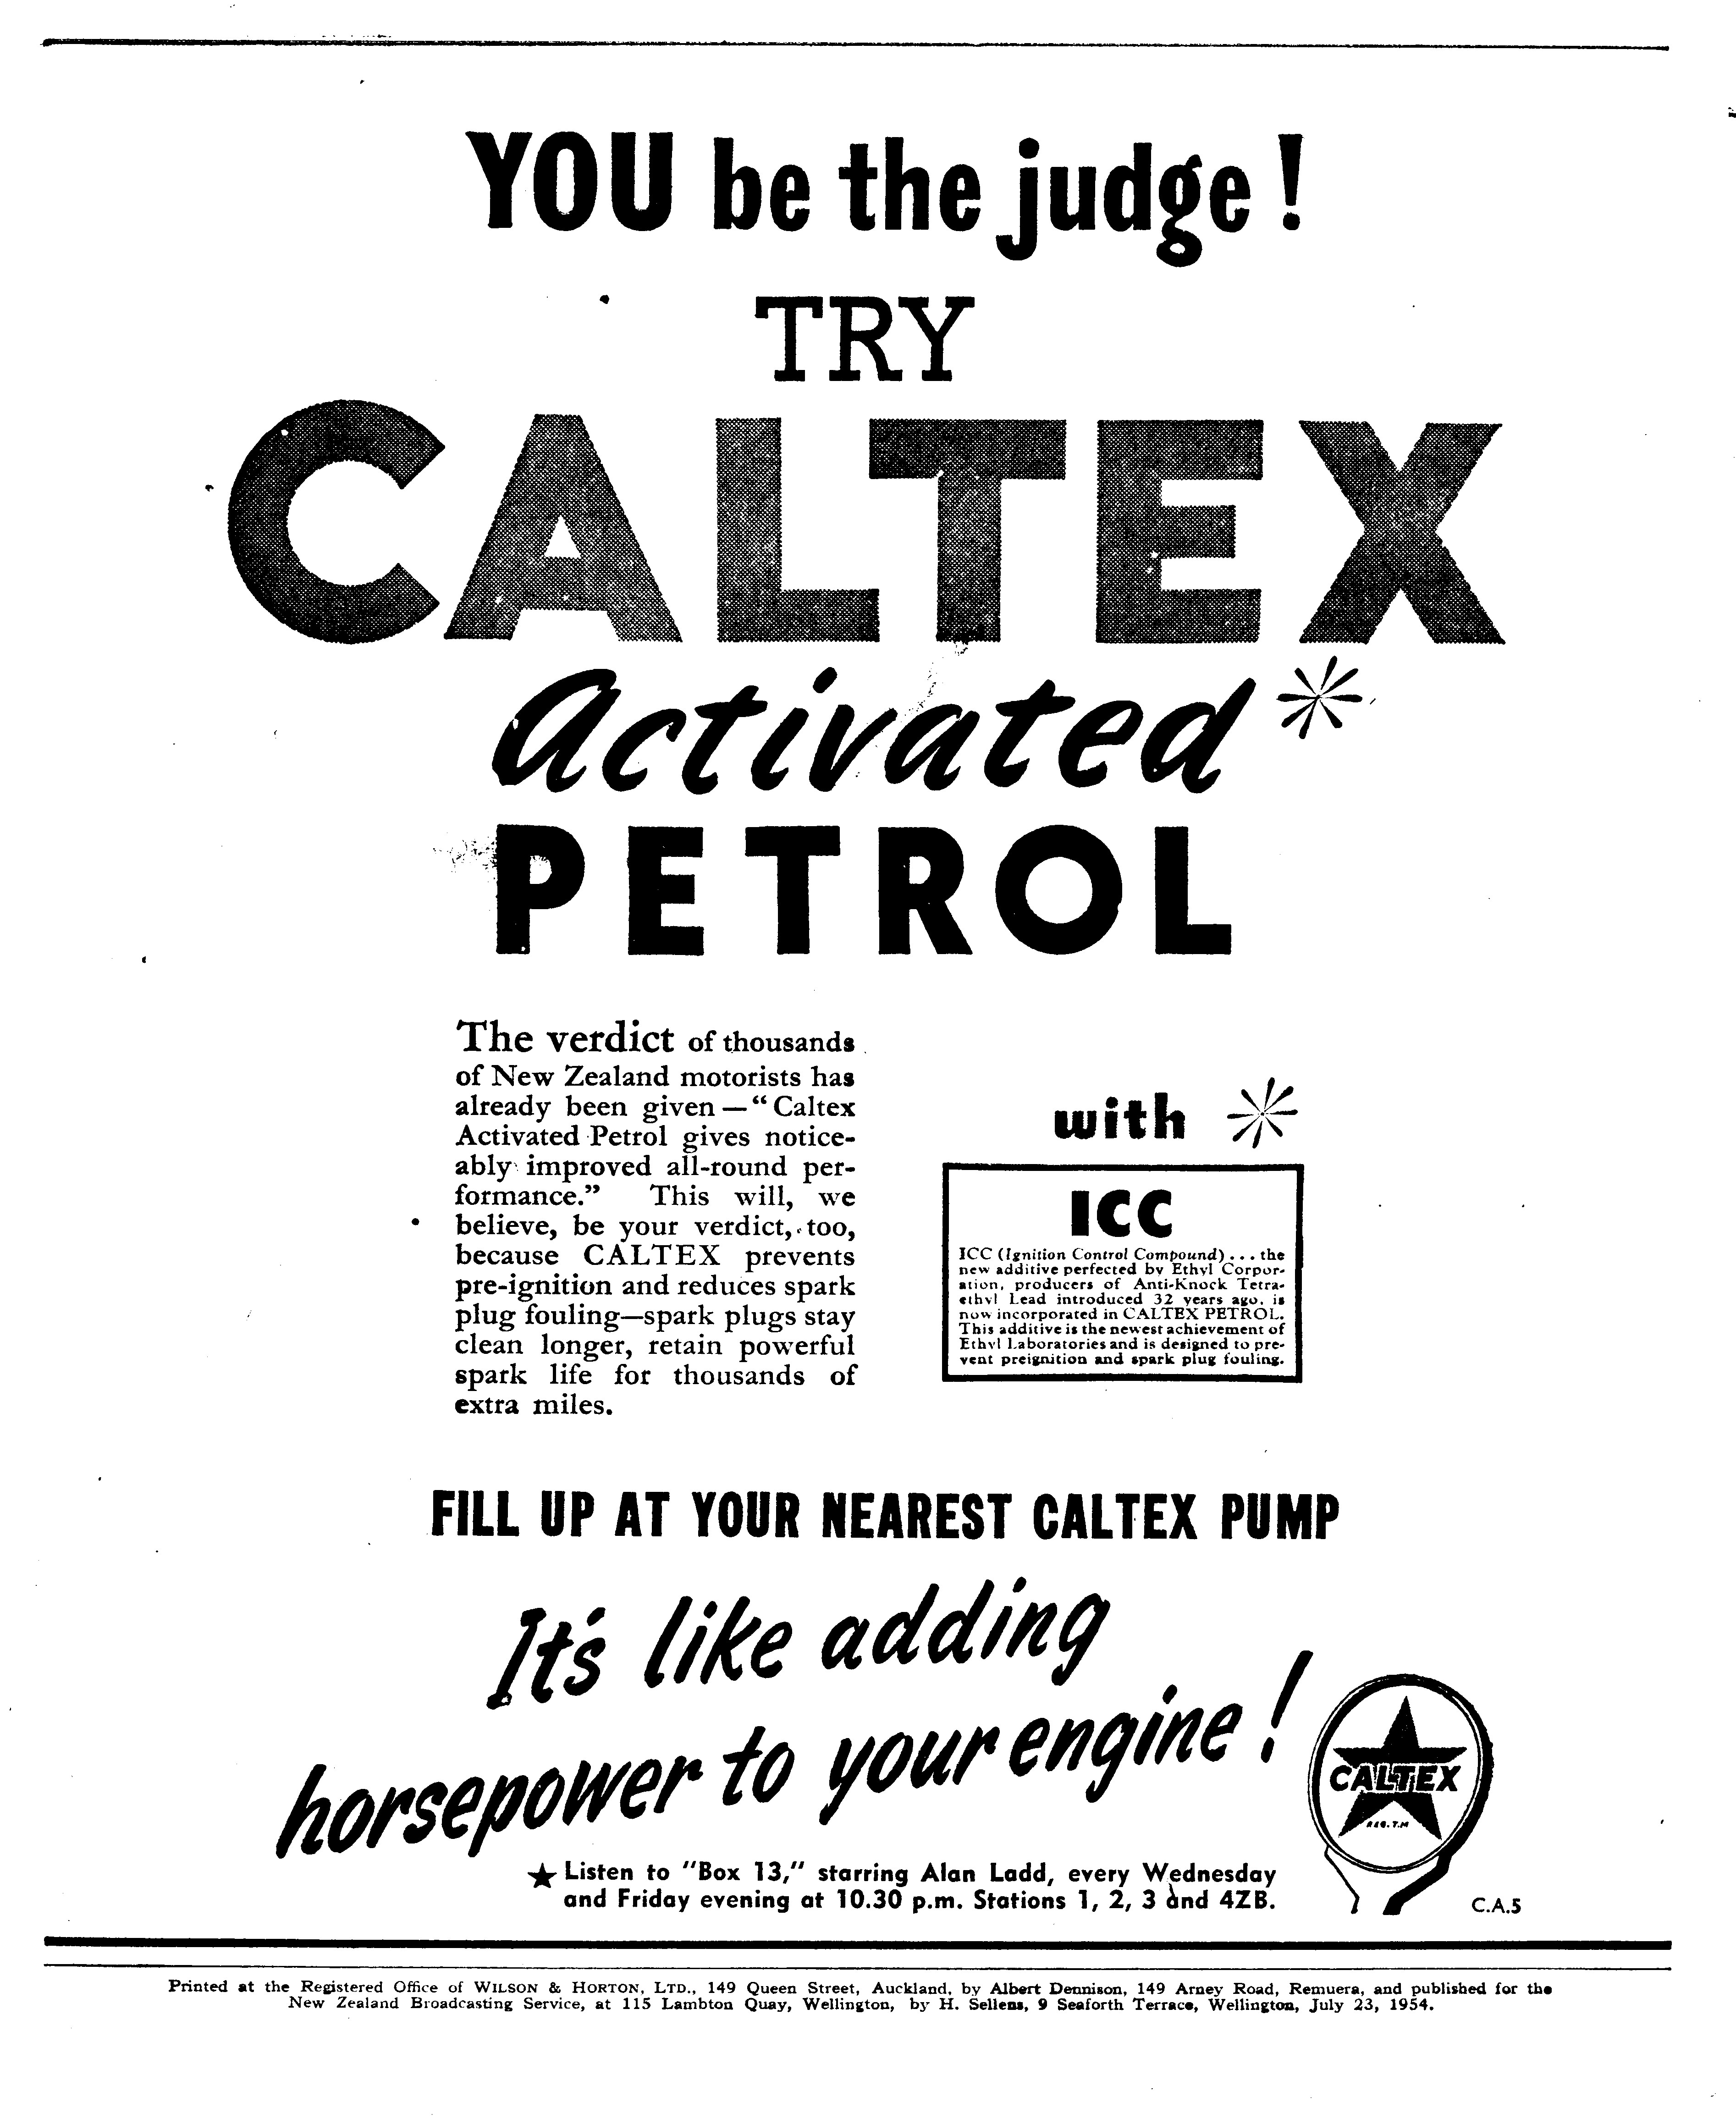 YOU be the judge!
TRY
CALTEX
Activated*
PETROL
The verdict of thousands
of New Zealand motorists has
already been given—“Caltex
Activated Petrol gives notice-
ably improved all-round per-
formance.” This will, we
believe, be your verdict, too,
because CALTEX prevents
pre-ignition and reduces spark
plug fouling—spark plugs stay
clean longer, retain powerful
spark life for thousands of
extra miles.
with *
ICC
ICC (Ignition Control Compound) . . . the
new additive perfected by Ethyl Corpor-
ation, producers of Anti-Knock Tetra-
ethyl Lead introduced 32 years ago, is
now incorporated in CALTEX PETROL.
This additive is the newest achievement of
Ethyl Laboratories and is designed to pre-
vent preignition and spark plug fouling.
FILL UP AT YOUR NEAREST CALTEX PUMP
It's like adding
horsepower to your engine!
CALTEX
REG. T.M
★ Listen to "Box 13," starring Alan Ladd, every Wednesday
and Friday evening at 10.30 p.m. Stations 1, 2, 3 and 4ZB.
C.A.5
Printed at the Registered Office of WILSON & HORTON, LTD., 149 Queen Street, Auckland, by Albert Dennison, 149 Arney Road, Remuera, and published for the
New Zealand Broadcasting Service, at 115 Lambton Quay, Wellington, by H. Sellens, 9 Seaforth Terrace, Wellington, July 23, 1954.